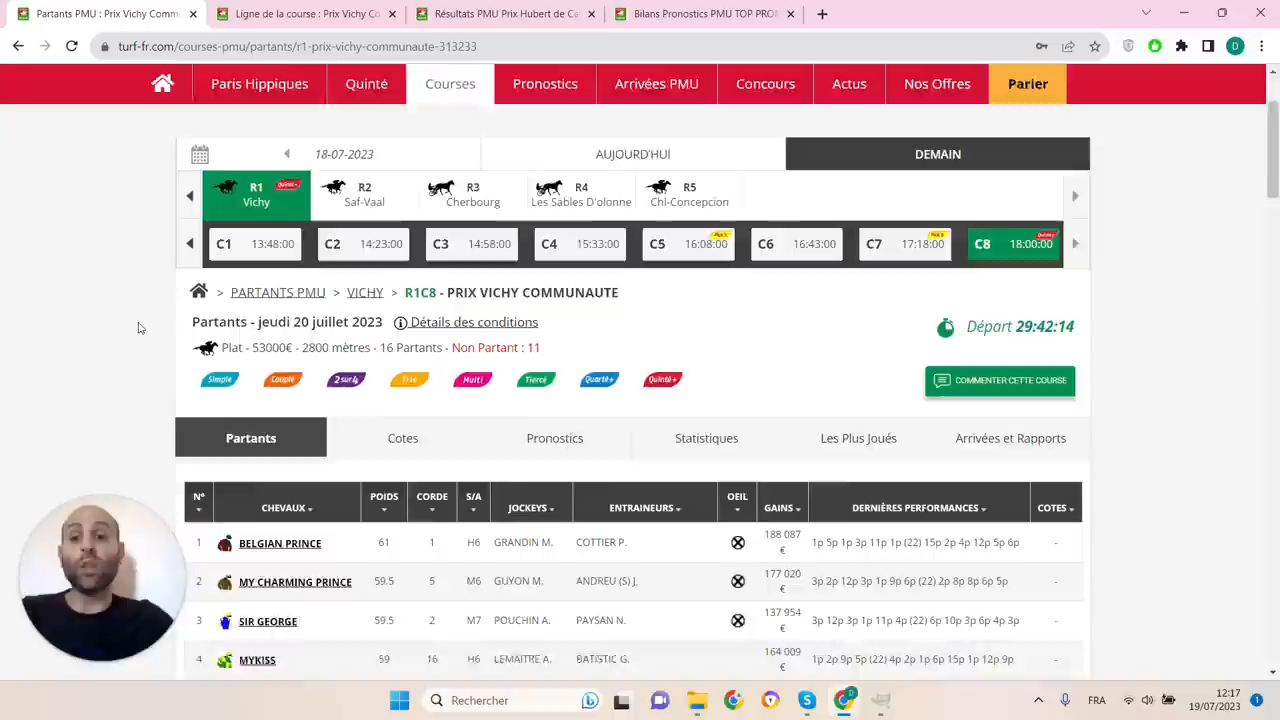 Partants PMU : Prix Vichy Comm
Ligne de la course : Prix Vichy Co
Résultats PMU Prix Hubert de Ce
Bilans Pronostics PMU TOP PRO
turf-fr.com/courses-pmu/partants/r1-prix-vichy-communaute-313233
D
Paris Hippiques
Quinté
Courses
Pronostics
Arrivées PMU
Concours
Actus
Nos Offres
Parier
18-07-2023
AUJOURD'HUI
DEMAIN
R1 Quinté+
Vichy
R2
Saf-Vaal
R3
Cherbourg
R4
Les Sables D'olonne
R5
Chl-Concepcion
C1 13:48:00
C2 14:23:00
C3 14:58:00
C4 15:33:00
C5 16:08:00
C6 16:43:00
C7 17:18:00
C8 18:00:00
> PARTANTS PMU > VICHY > R1C8 - PRIX VICHY COMMUNAUTE
Partants - jeudi 20 juillet 2023 Détails des conditions
Départ 29:42:14
Plat - 53000€ - 2800 mètres - 16 Partants - Non Partant : 11
Simple Couplé 2sur4 Trio Multi Tiercé Quarté+ Quinté+
COMMENTER CETTE COURSE
Partants
Cotes
Pronostics
Statistiques
Les Plus Joués
Arrivées et Rapports
N° CHEVAUX POIDS CORDE S/A JOCKEYS ENTRAINEURS OEIL GAINS DERNIÈRES PERFORMANCES COTES
1 BELGIAN PRINCE 61 1 H6 GRANDIN M. COTTIER P. 188 087 € 1p 5p 1p 3p 11p 1p (22) 15p 2p 4p 12p 5p 6p -
2 MY CHARMING PRINCE 59.5 5 M6 GUYON M. ANDREU (S) J. 177 020 € 3p 2p 12p 3p 1p 9p 6p (22) 2p 8p 8p 6p 5p -
3 SIR GEORGE 59.5 2 M7 POUCHIN A. PAYSAN N. 137 954 € 3p 12p 3p 1p 11p 4p (22) 6p 10p 3p 6p 4p 3p -
4 MYKISS 59 16 H6 LEMAITRE A. BATISTIC G. 164 009 € 1p 2p 9p 5p (22) 4p 2p 1p 6p 15p 1p 12p 9p -
Rechercher
FRA
12:17
19/07/2023
1